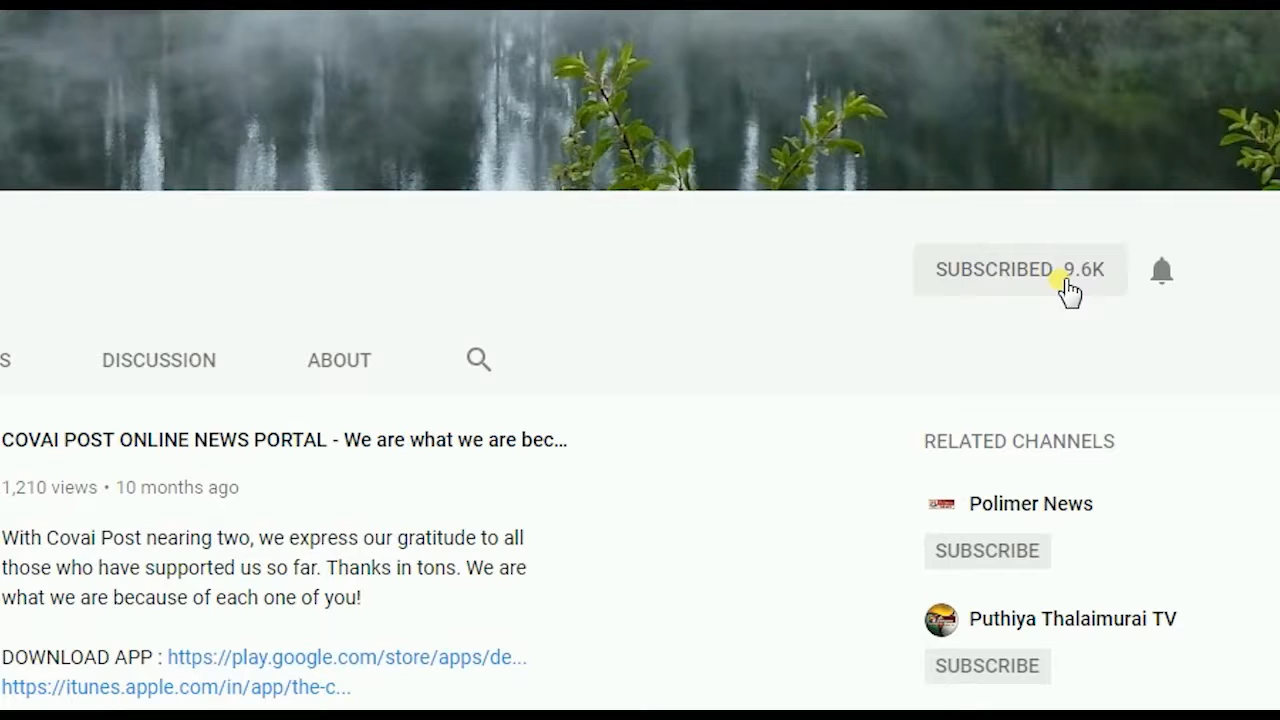 SUBSCRIBED 9.6K
S DISCUSSION ABOUT
COVAI POST ONLINE NEWS PORTAL - We are what we are bec...
1,210 views • 10 months ago
With Covai Post nearing two, we express our gratitude to all
those who have supported us so far. Thanks in tons. We are
what we are because of each one of you!
DOWNLOAD APP : https://play.google.com/store/apps/de...
https://itunes.apple.com/in/app/the-c...
RELATED CHANNELS
Polimer News
SUBSCRIBE
Puthiya Thalaimurai TV
SUBSCRIBE